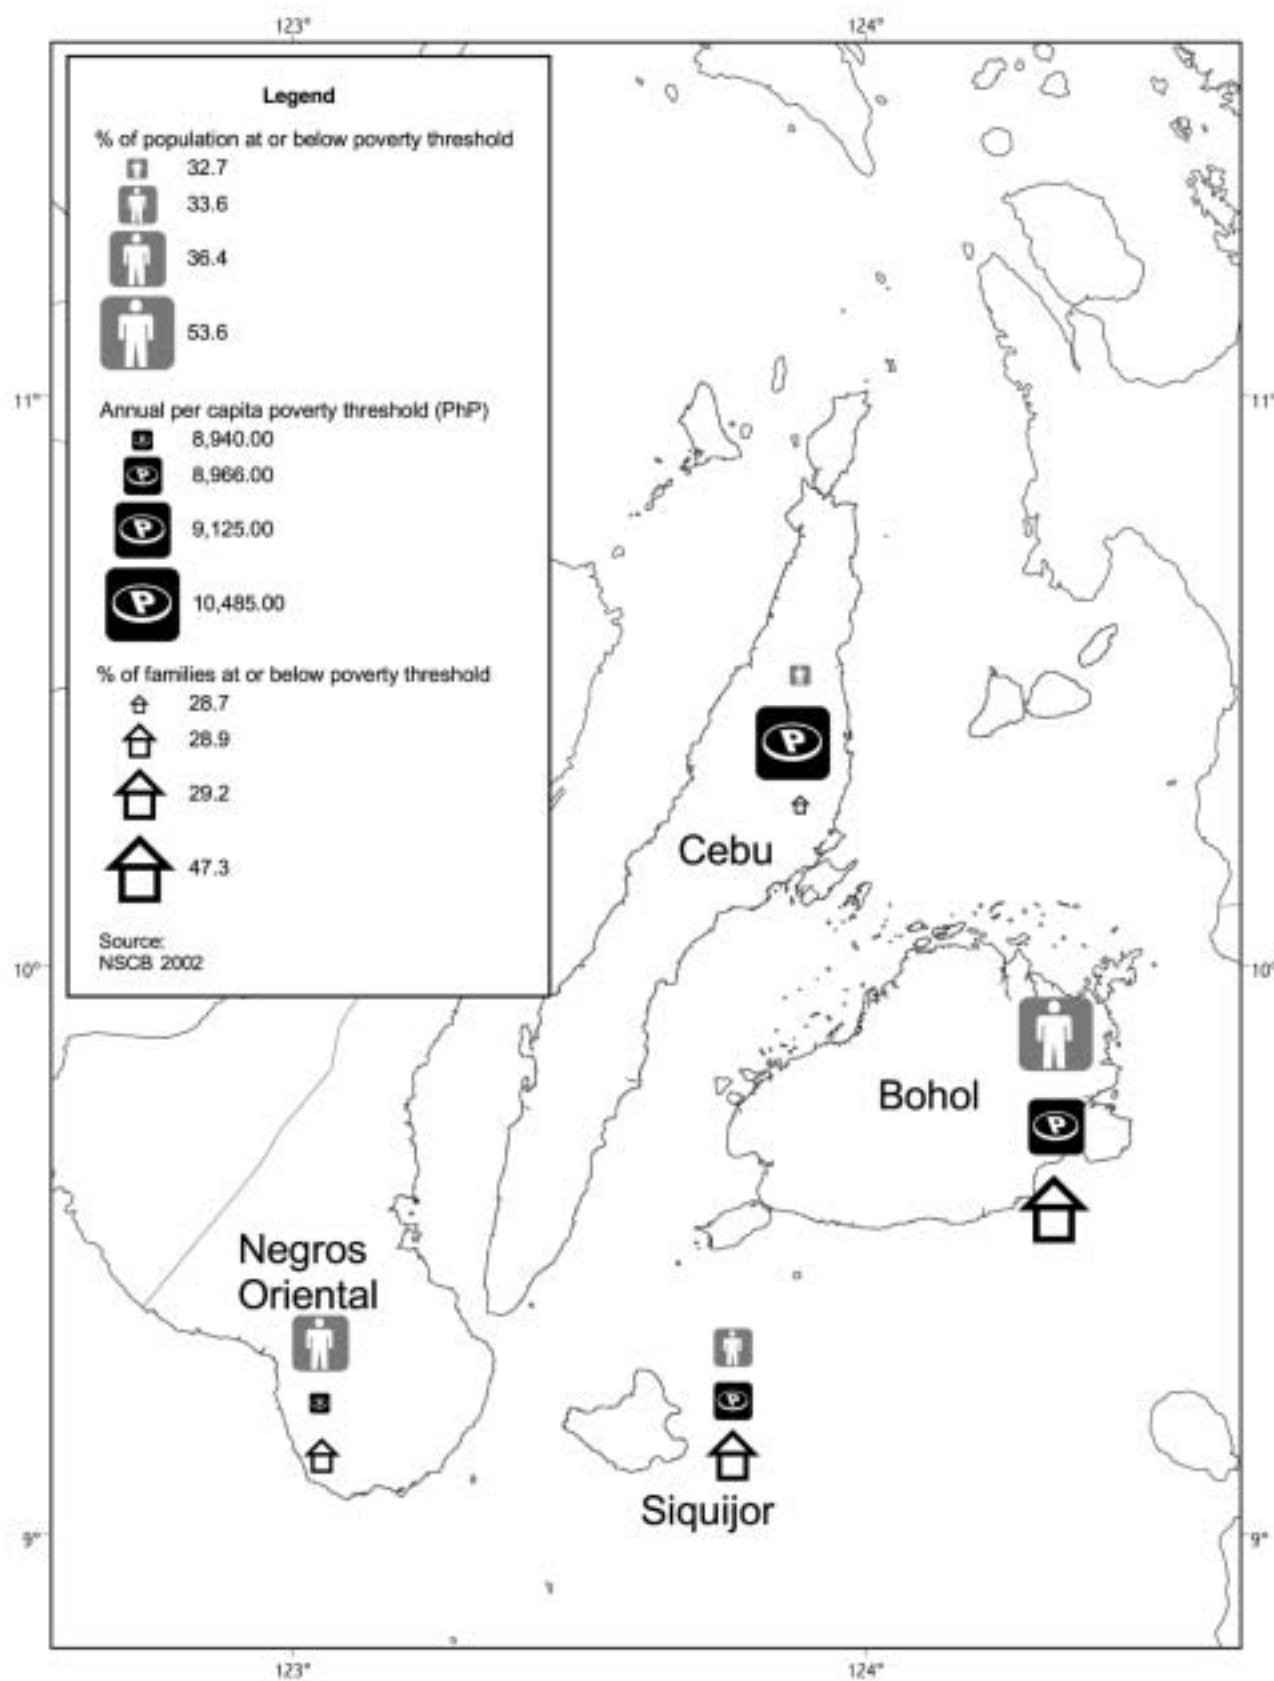 123° 124°
Legend
% of population at or below poverty threshold
32.7
33.6
36.4
53.6
Annual per capita poverty threshold (PhP)
8,940.00
8,966.00
9,125.00
10,485.00
% of families at or below poverty threshold
28.7
28.9
29.2
47.3
Source:
NSCB 2002
11° 11°
P
Cebu
10° 10°
Bohol
P
Negros
Oriental
P
Siquijor
9° 9°
123° 124°